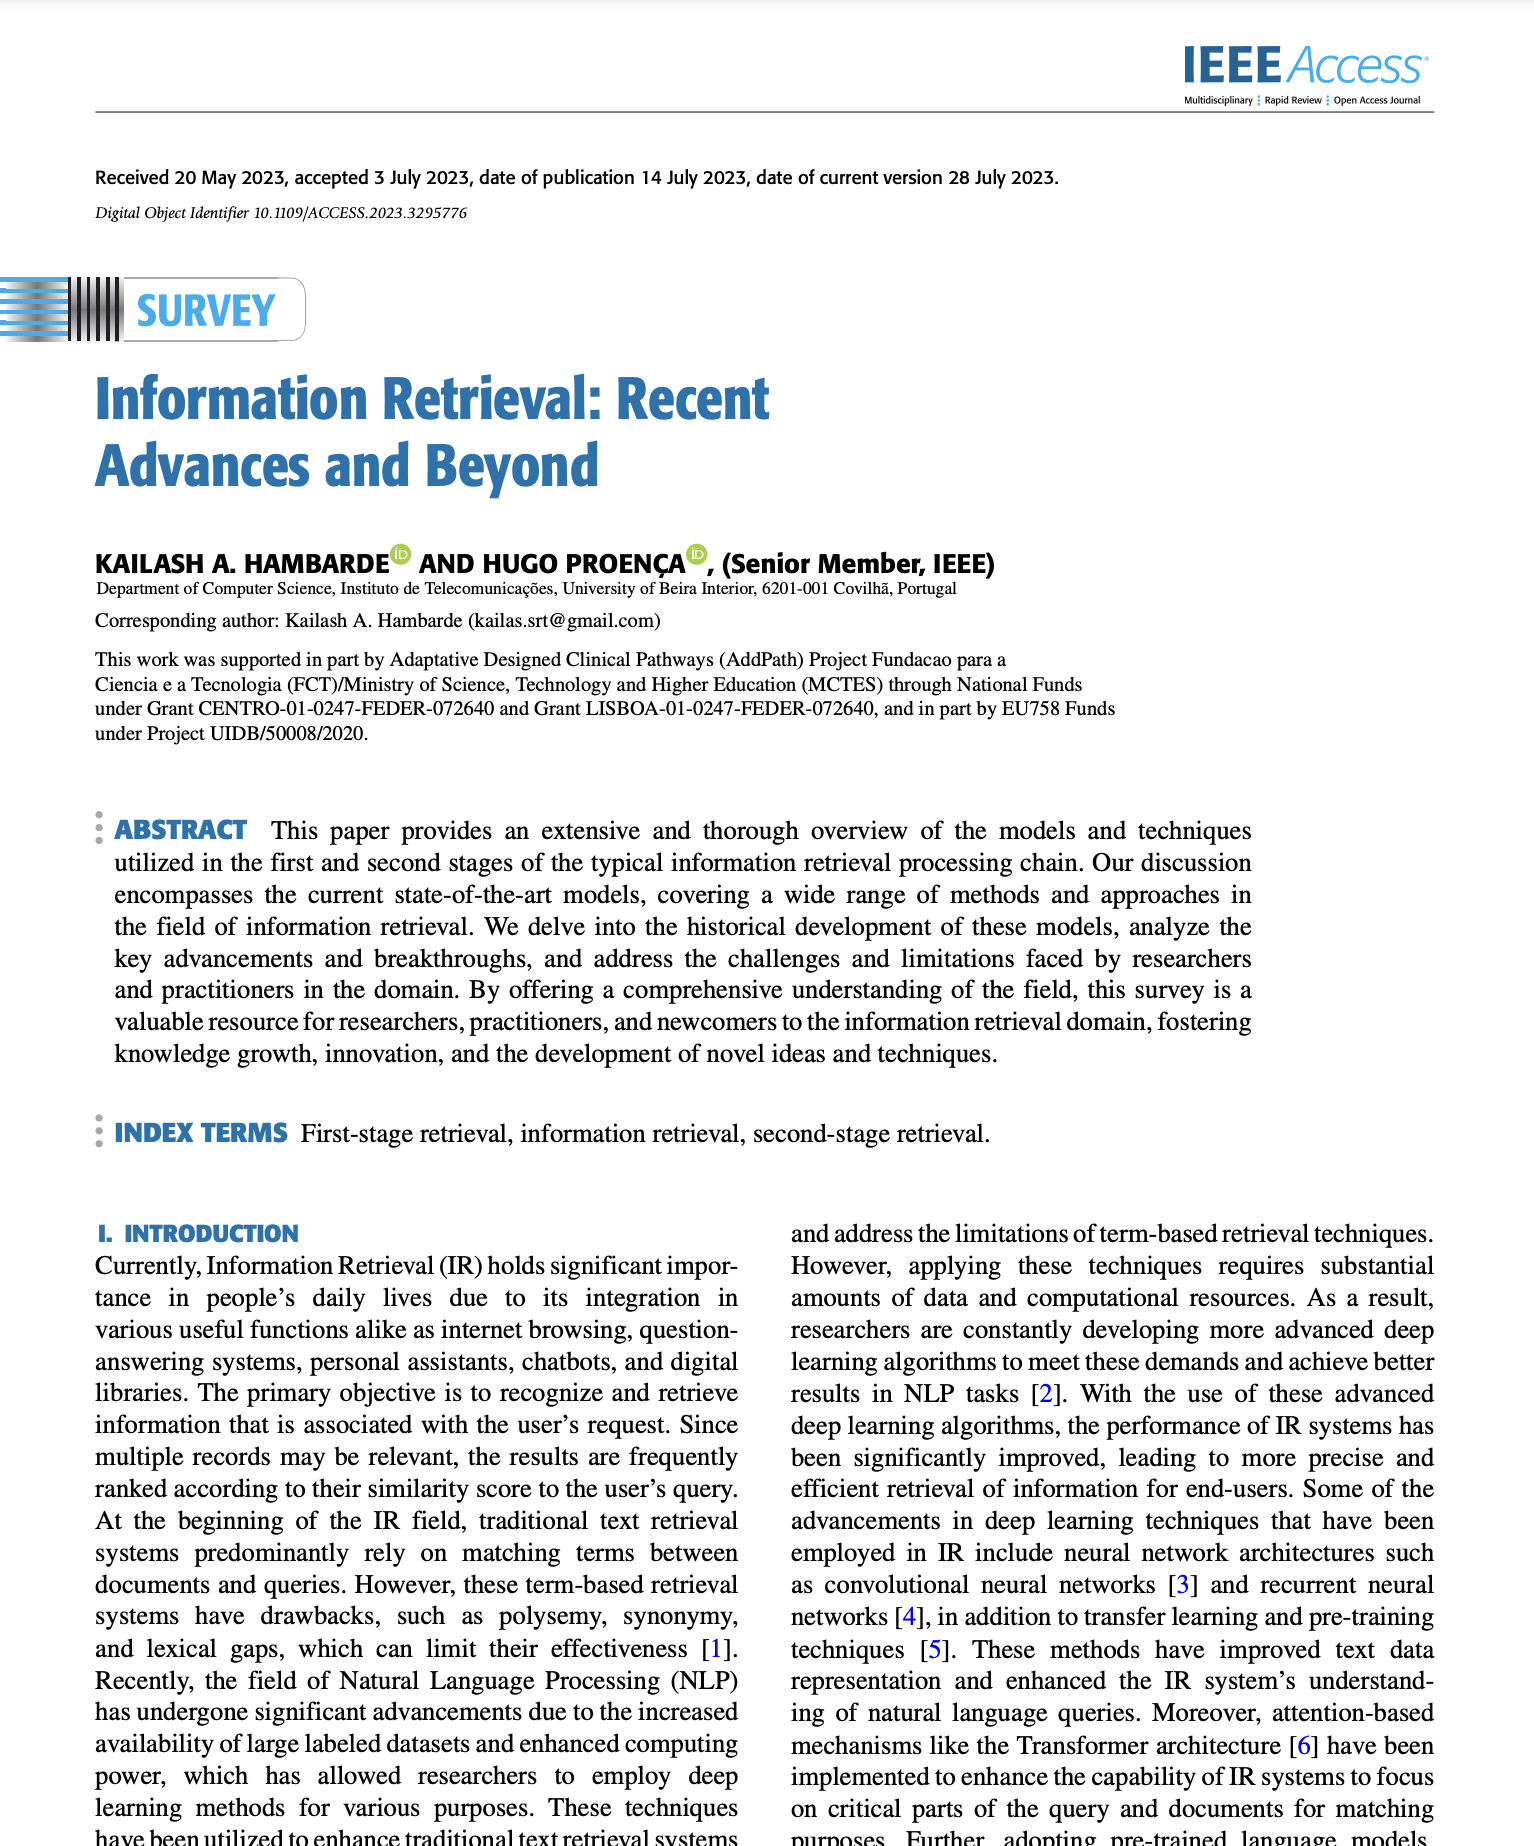 IEEE Access
Multidisciplinary | Rapid Review | Open Access Journal
Received 20 May 2023, accepted 3 July 2023, date of publication 14 July 2023, date of current version 28 July 2023.
Digital Object Identifier 10.1109/ACCESS.2023.3295776
SURVEY
Information Retrieval: Recent
Advances and Beyond
KAILASH A. HAMBARDE AND HUGO PROENÇA, (Senior Member, IEEE)
Department of Computer Science, Instituto de Telecomunicações, University of Beira Interior, 6201-001 Covilhã, Portugal
Corresponding author: Kailash A. Hambarde (kailas.srt@gmail.com)
This work was supported in part by Adaptative Designed Clinical Pathways (AddPath) Project Fundacao para a
Ciencia e a Tecnologia (FCT)/Ministry of Science, Technology and Higher Education (MCTES) through National Funds
under Grant CENTRO-01-0247-FEDER-072640 and Grant LISBOA-01-0247-FEDER-072640, and in part by EU758 Funds
under Project UIDB/50008/2020.
ABSTRACT This paper provides an extensive and thorough overview of the models and techniques
utilized in the first and second stages of the typical information retrieval processing chain. Our discussion
encompasses the current state-of-the-art models, covering a wide range of methods and approaches in
the field of information retrieval. We delve into the historical development of these models, analyze the
key advancements and breakthroughs, and address the challenges and limitations faced by researchers
and practitioners in the domain. By offering a comprehensive understanding of the field, this survey is a
valuable resource for researchers, practitioners, and newcomers to the information retrieval domain, fostering
knowledge growth, innovation, and the development of novel ideas and techniques.
INDEX TERMS First-stage retrieval, information retrieval, second-stage retrieval.
I. INTRODUCTION
Currently, Information Retrieval (IR) holds significant impor-
tance in people's daily lives due to its integration in
various useful functions alike as internet browsing, question-
answering systems, personal assistants, chatbots, and digital
libraries. The primary objective is to recognize and retrieve
information that is associated with the user's request. Since
multiple records may be relevant, the results are frequently
ranked according to their similarity score to the user's query.
At the beginning of the IR field, traditional text retrieval
systems predominantly rely on matching terms between
documents and queries. However, these term-based retrieval
systems have drawbacks, such as polysemy, synonymy,
and lexical gaps, which can limit their effectiveness [1].
Recently, the field of Natural Language Processing (NLP)
has undergone significant advancements due to the increased
availability of large labeled datasets and enhanced computing
power, which has allowed researchers to employ deep
learning methods for various purposes. These techniques
have been utilized to enhance traditional text retrieval systems
and address the limitations of term-based retrieval techniques.
However, applying these techniques requires substantial
amounts of data and computational resources. As a result,
researchers are constantly developing more advanced deep
learning algorithms to meet these demands and achieve better
results in NLP tasks [2]. With the use of these advanced
deep learning algorithms, the performance of IR systems has
been significantly improved, leading to more precise and
efficient retrieval of information for end-users. Some of the
advancements in deep learning techniques that have been
employed in IR include neural network architectures such
as convolutional neural networks [3] and recurrent neural
networks [4], in addition to transfer learning and pre-training
techniques [5]. These methods have improved text data
representation and enhanced the IR system's understand-
ing of natural language queries. Moreover, attention-based
mechanisms like the Transformer architecture [6] have been
implemented to enhance the capability of IR systems to focus
on critical parts of the query and documents for matching
purposes. Further, adopting pre-trained language models,